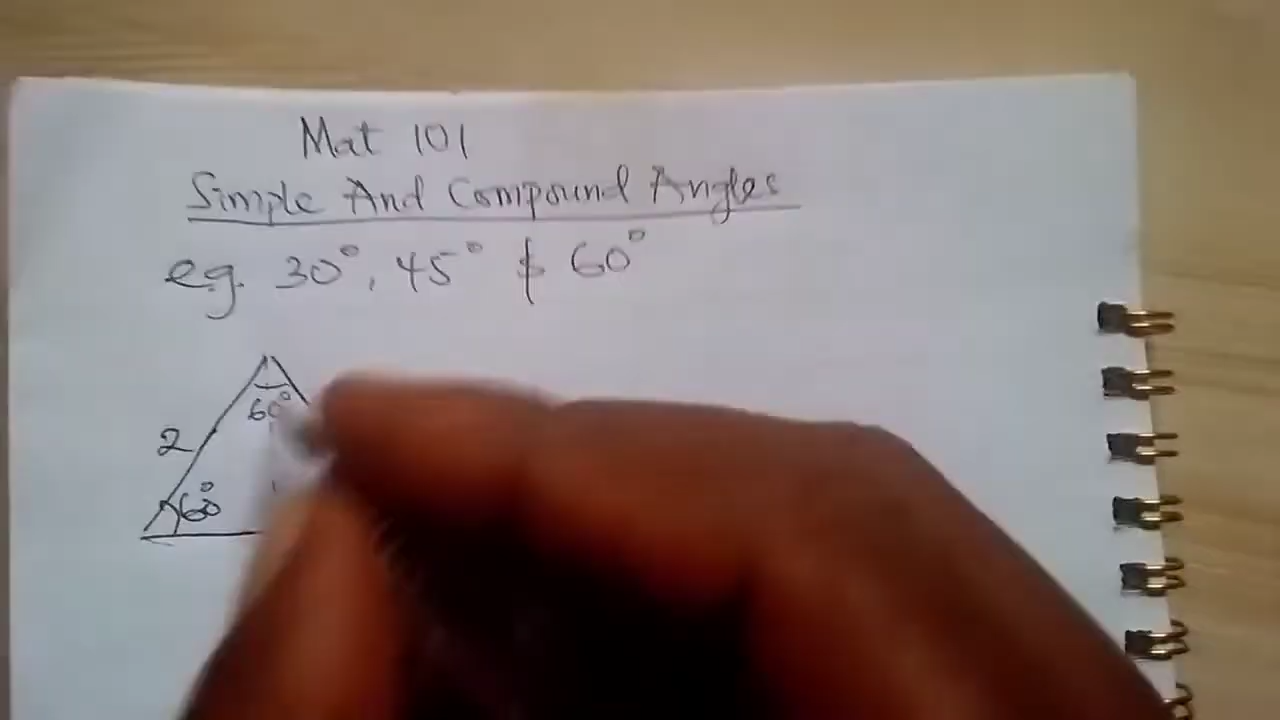 Mat 101
Simple And Compound Angles
e.g. 30°, 45° & 60°
60°
2
60°